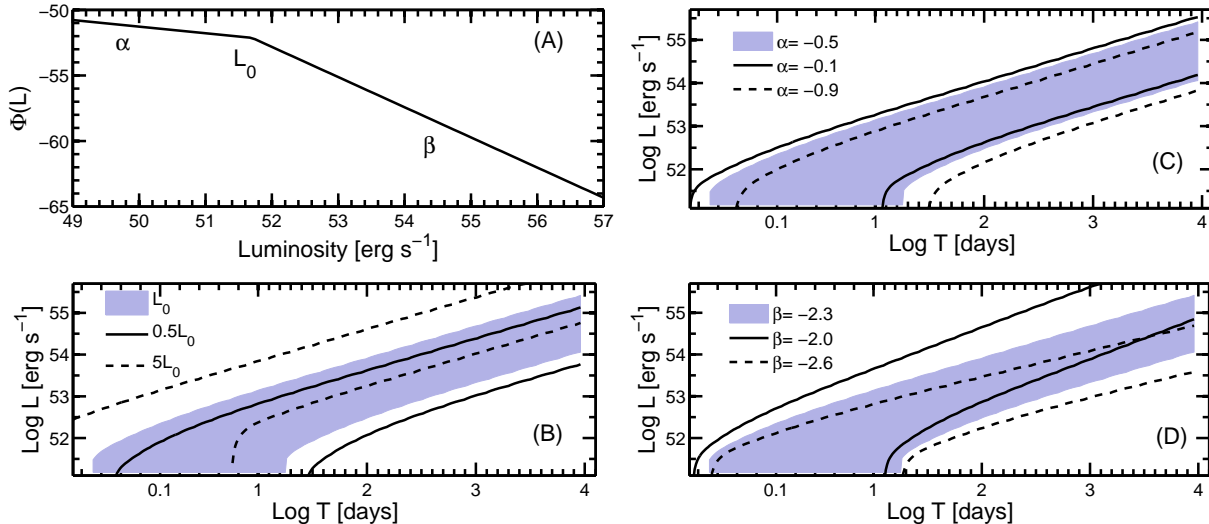 Φ(L)
−50
−55
−60
−65
α
L0
β
(A)
49 50 51 52 53 54 55 56 57
Luminosity [erg s−1]
Log L [erg s−1]
55
54
53
52
α= −0.5
α= −0.1
α= −0.9
(C)
0.1 1 2 3 4
Log T [days]
Log L [erg s−1]
55
54
53
52
L0
0.5L0
5L0
(B)
0.1 1 2 3 4
Log T [days]
Log L [erg s−1]
55
54
53
52
β= −2.3
β= −2.0
β= −2.6
(D)
0.1 1 2 3 4
Log T [days]